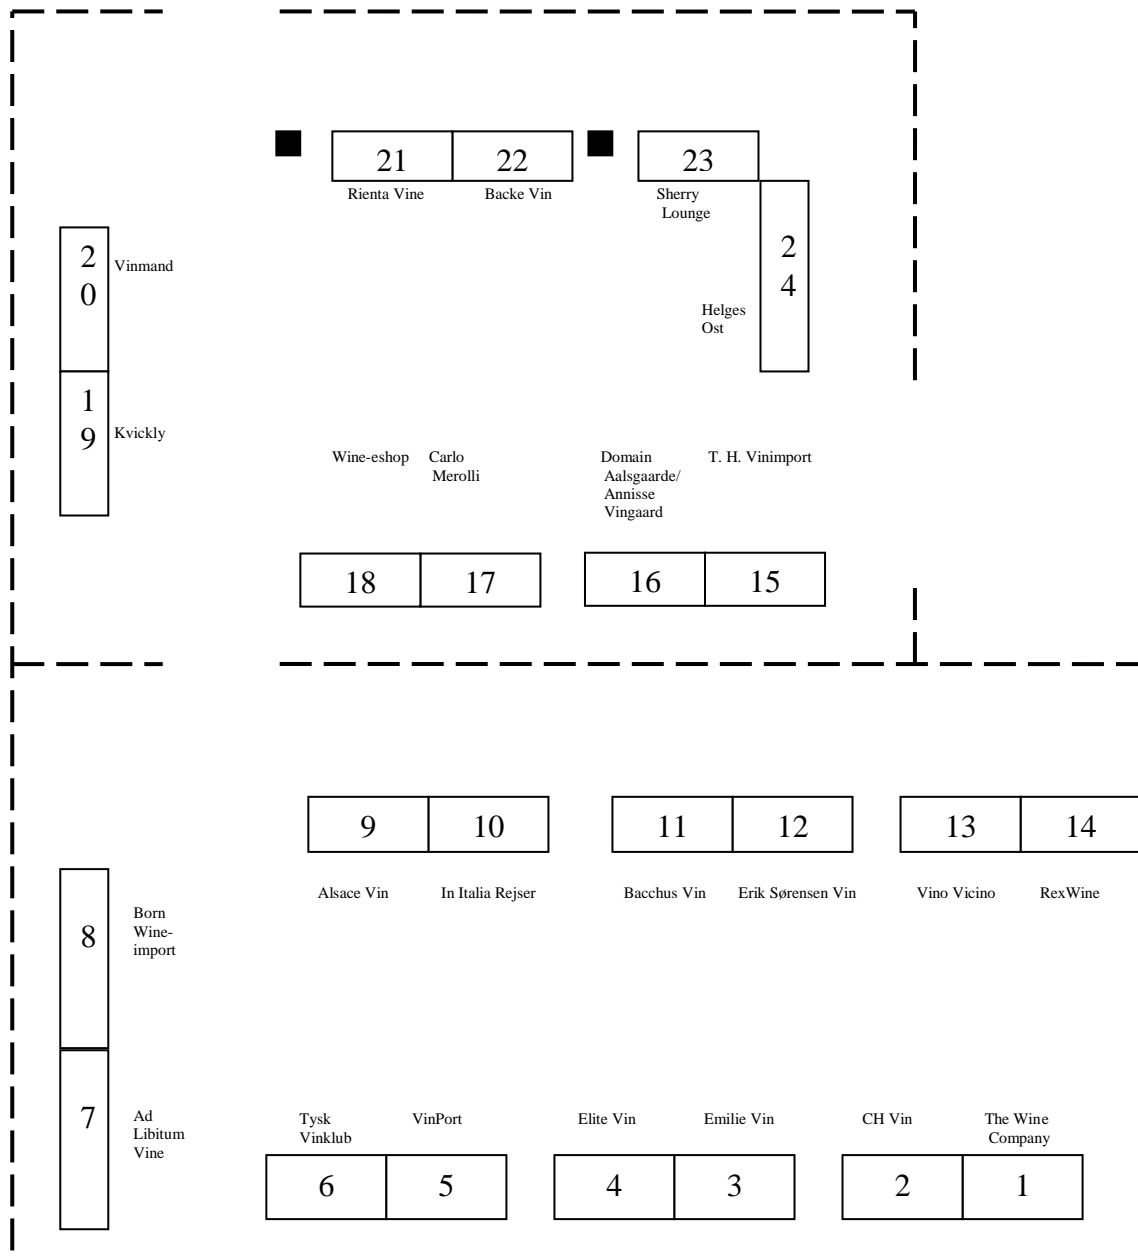 21
22
23
Rienta Vine
Backe Vin
Sherry
Lounge
2
4
2
0
Vinmand
Helges
Ost
1
9
Kvickly
Wine-eshop
Carlo
Merolli
Domain
Aalsgaarde/
Annisse
Vingaard
T. H. Vinimport
18
17
16
15
9
10
11
12
13
14
Alsace Vin
In Italia Rejser
Bacchus Vin
Erik Sørensen Vin
Vino Vicino
RexWine
8
Born
Wine-
import
7
Ad
Libitum
Vine
Tysk
Vinklub
VinPort
Elite Vin
Emilie Vin
CH Vin
The Wine
Company
6
5
4
3
2
1